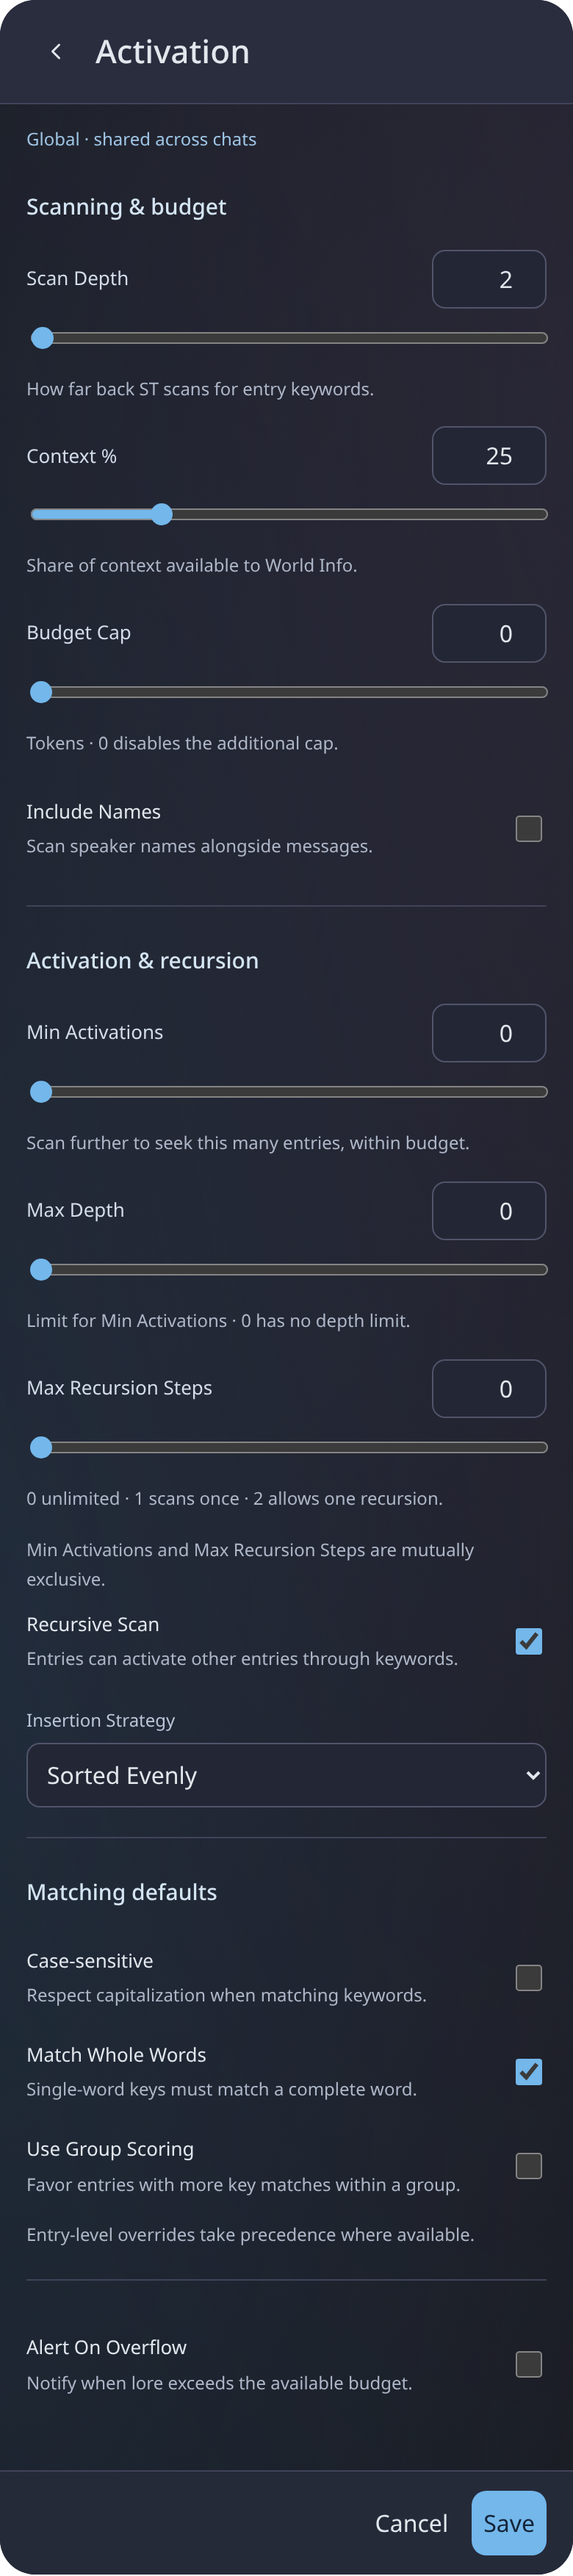 Activation
Global · shared across chats
Scanning & budget
Scan Depth
2
How far back ST scans for entry keywords.
Context %
25
Share of context available to World Info.
Budget Cap
0
Tokens · 0 disables the additional cap.
Include Names
Scan speaker names alongside messages.
Activation & recursion
Min Activations
0
Scan further to seek this many entries, within budget.
Max Depth
0
Limit for Min Activations · 0 has no depth limit.
Max Recursion Steps
0
0 unlimited · 1 scans once · 2 allows one recursion.
Min Activations and Max Recursion Steps are mutually
exclusive.
Recursive Scan
Entries can activate other entries through keywords.
Insertion Strategy
Sorted Evenly
Matching defaults
Case-sensitive
Respect capitalization when matching keywords.
Match Whole Words
Single-word keys must match a complete word.
Use Group Scoring
Favor entries with more key matches within a group.
Entry-level overrides take precedence where available.
Alert On Overflow
Notify when lore exceeds the available budget.
Cancel
Save